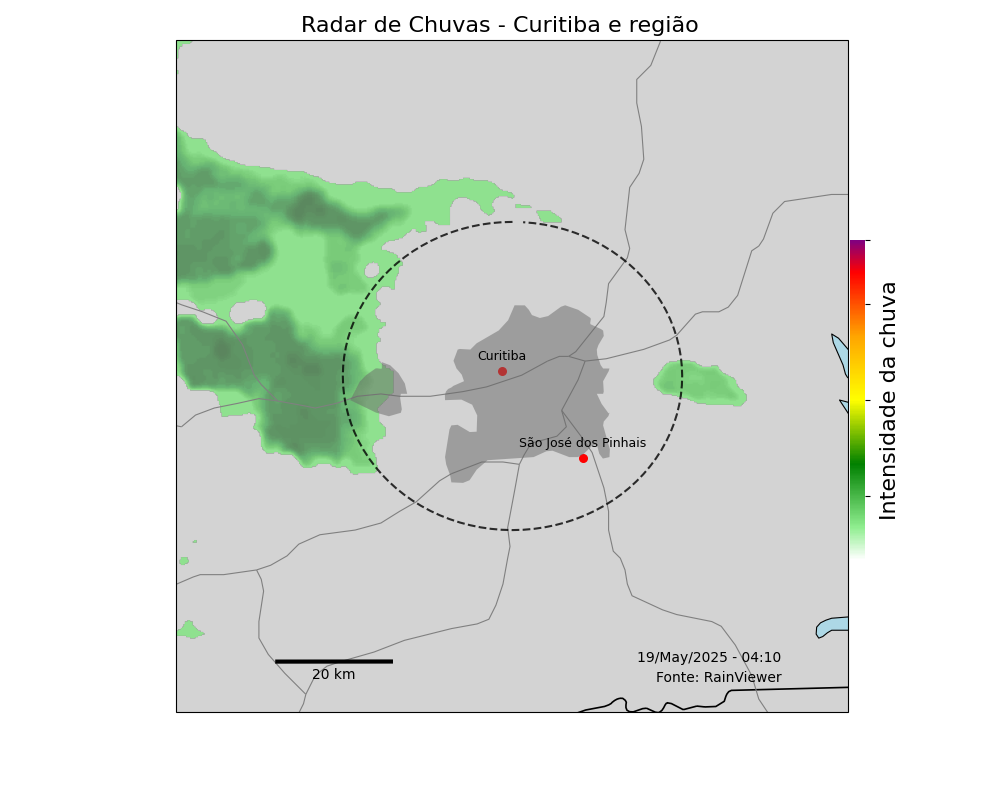 Radar de Chuvas - Curitiba e região
Curitiba
São José dos Pinhais
Intensidade da chuva
19/May/2025 - 04:10
20 km
Fonte: RainViewer